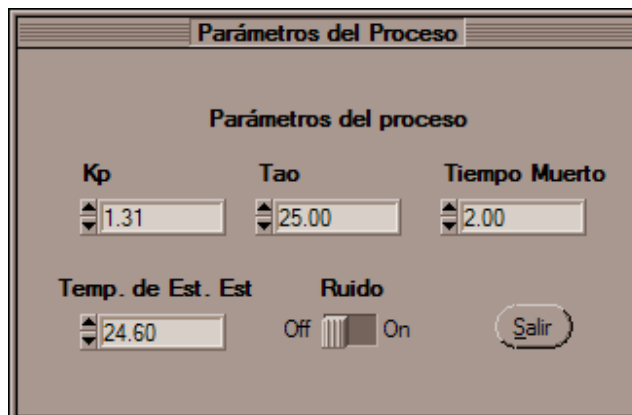 Parámetros del Proceso
Parámetros del proceso
Kp Tao Tiempo Muerto
1.31 25.00 2.00
Temp. de Est. Est Ruido
24.60 Off On Salir